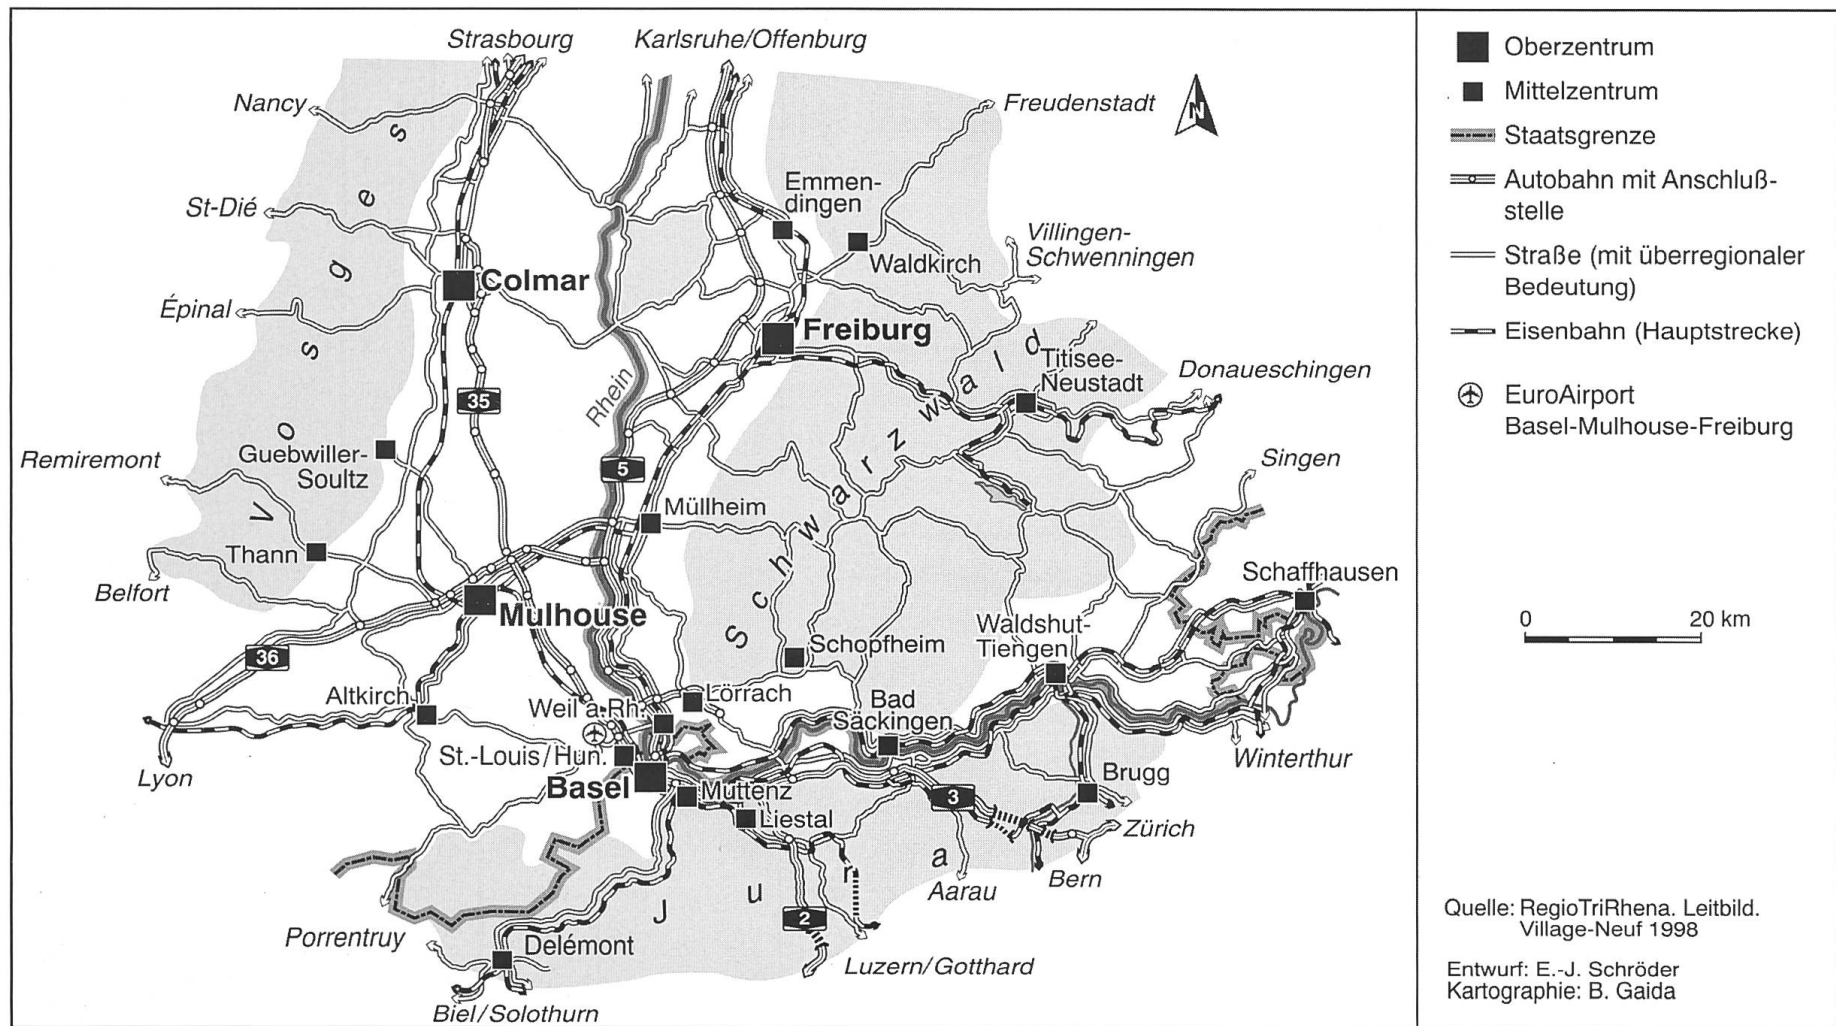 Strasbourg
Karlsruhe/Offenburg
Nancy
Freudenstadt
N
St-Dié
Emmen-
dingen
Waldkirch
Villingen-
Schwenningen
Colmar
Épinal
Freiburg
Titisee-
Neustadt
Donaueschingen
Rhein
35
Vosges
Schwarzwald
Guebwiller-
Soultz
Remiremont
5
Singen
Müllheim
Thann
Belfort
Schaffhausen
Mulhouse
Waldshut-
Tiengen
Schopfheim
36
Altkirch
Lörrach
Weil a.Rh.
Bad
Säckingen
St.-Louis/Hun.
Lyon
Winterthur
Basel
Muttenz
Brugg
3
Liestal
Zürich
Jura
Aarau
Bern
2
Porrentruy
Delémont
Luzern/Gotthard
Biel/Solothurn
Oberzentrum
Mittelzentrum
Staatsgrenze
Autobahn mit Anschluß-
stelle
Straße (mit überregionaler
Bedeutung)
Eisenbahn (Hauptstrecke)
EuroAirport
Basel-Mulhouse-Freiburg
0 20 km
Quelle: RegioTriRhena. Leitbild.
Village-Neuf 1998
Entwurf: E.-J. Schröder
Kartographie: B. Gaida